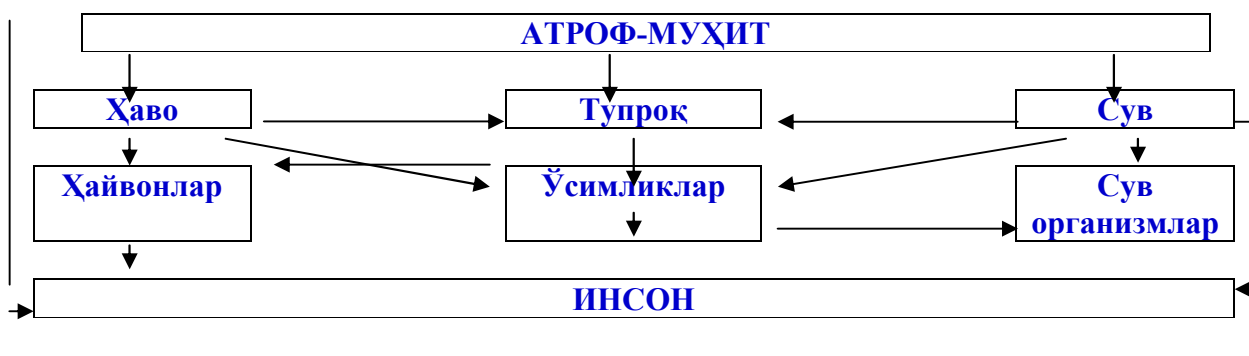 АТРОФ-МУҲИТ
Ҳаво
Тупроқ
Сув
Ҳайвонлар
Ўсимликлар
Сув
организмлар
ИНСОН